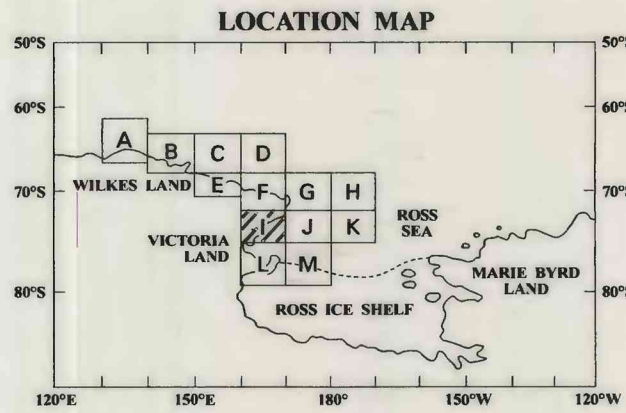 LOCATION MAP
50°S 50°S
60°S 60°S
A B C D
WILKES LAND E F G H
70°S 70°S
VICTORIA LAND I J K ROSS SEA
L M MARIE BYRD LAND
80°S ROSS ICE SHELF 80°S
120°E 150°E 180° 150°W 120°W